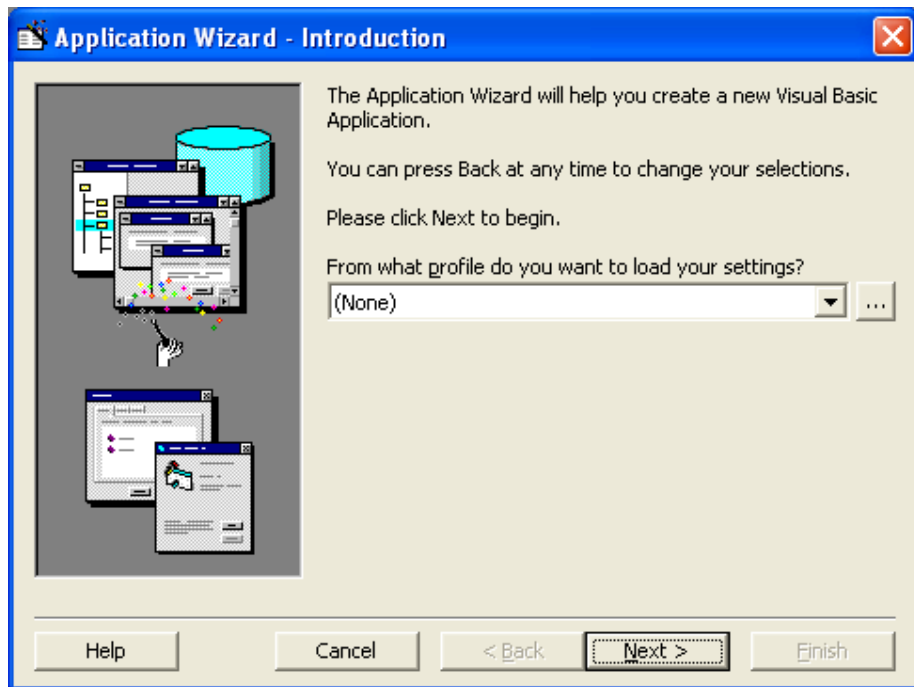 Application Wizard - Introduction
The Application Wizard will help you create a new Visual Basic
Application.
You can press Back at any time to change your selections.
Please click Next to begin.
From what profile do you want to load your settings?
(None)
...
Help
Cancel
< Back
Next >
Finish